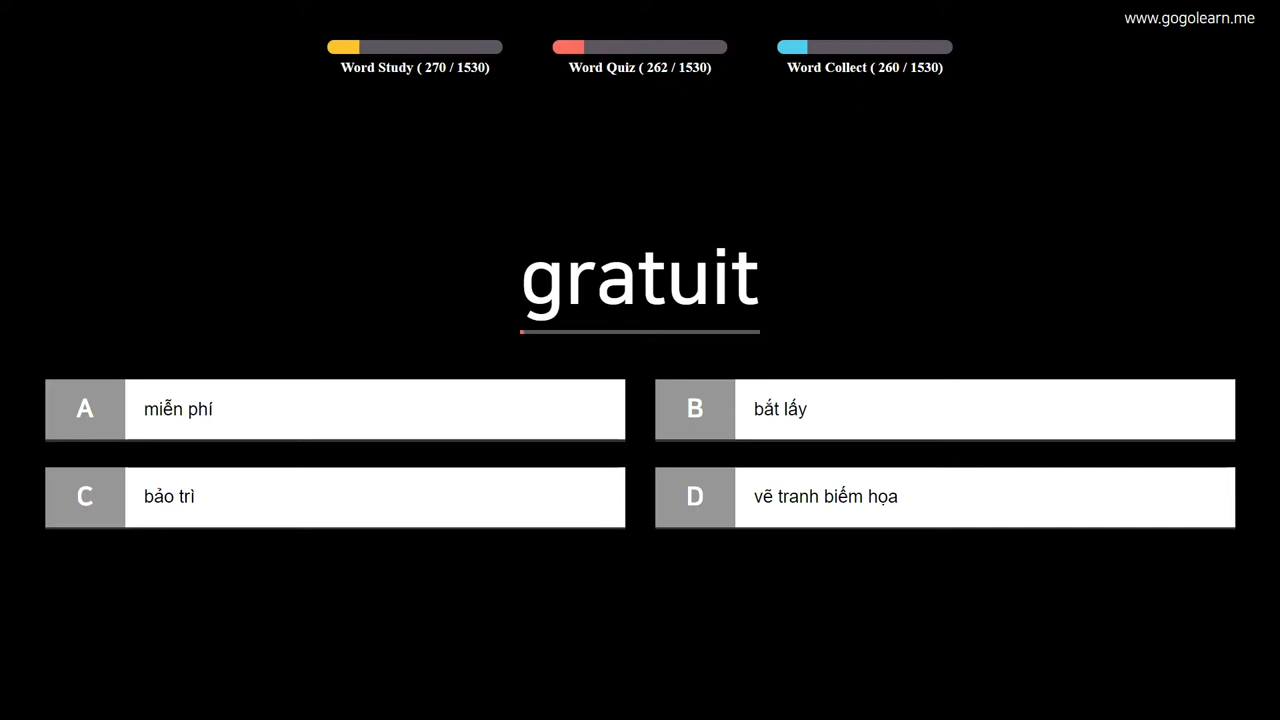 www.gogolearn.me
Word Study ( 270 / 1530)
Word Quiz ( 262 / 1530)
Word Collect ( 260 / 1530)
gratuit
A miễn phí
B bắt lấy
C bảo trì
D vẽ tranh biếm họa